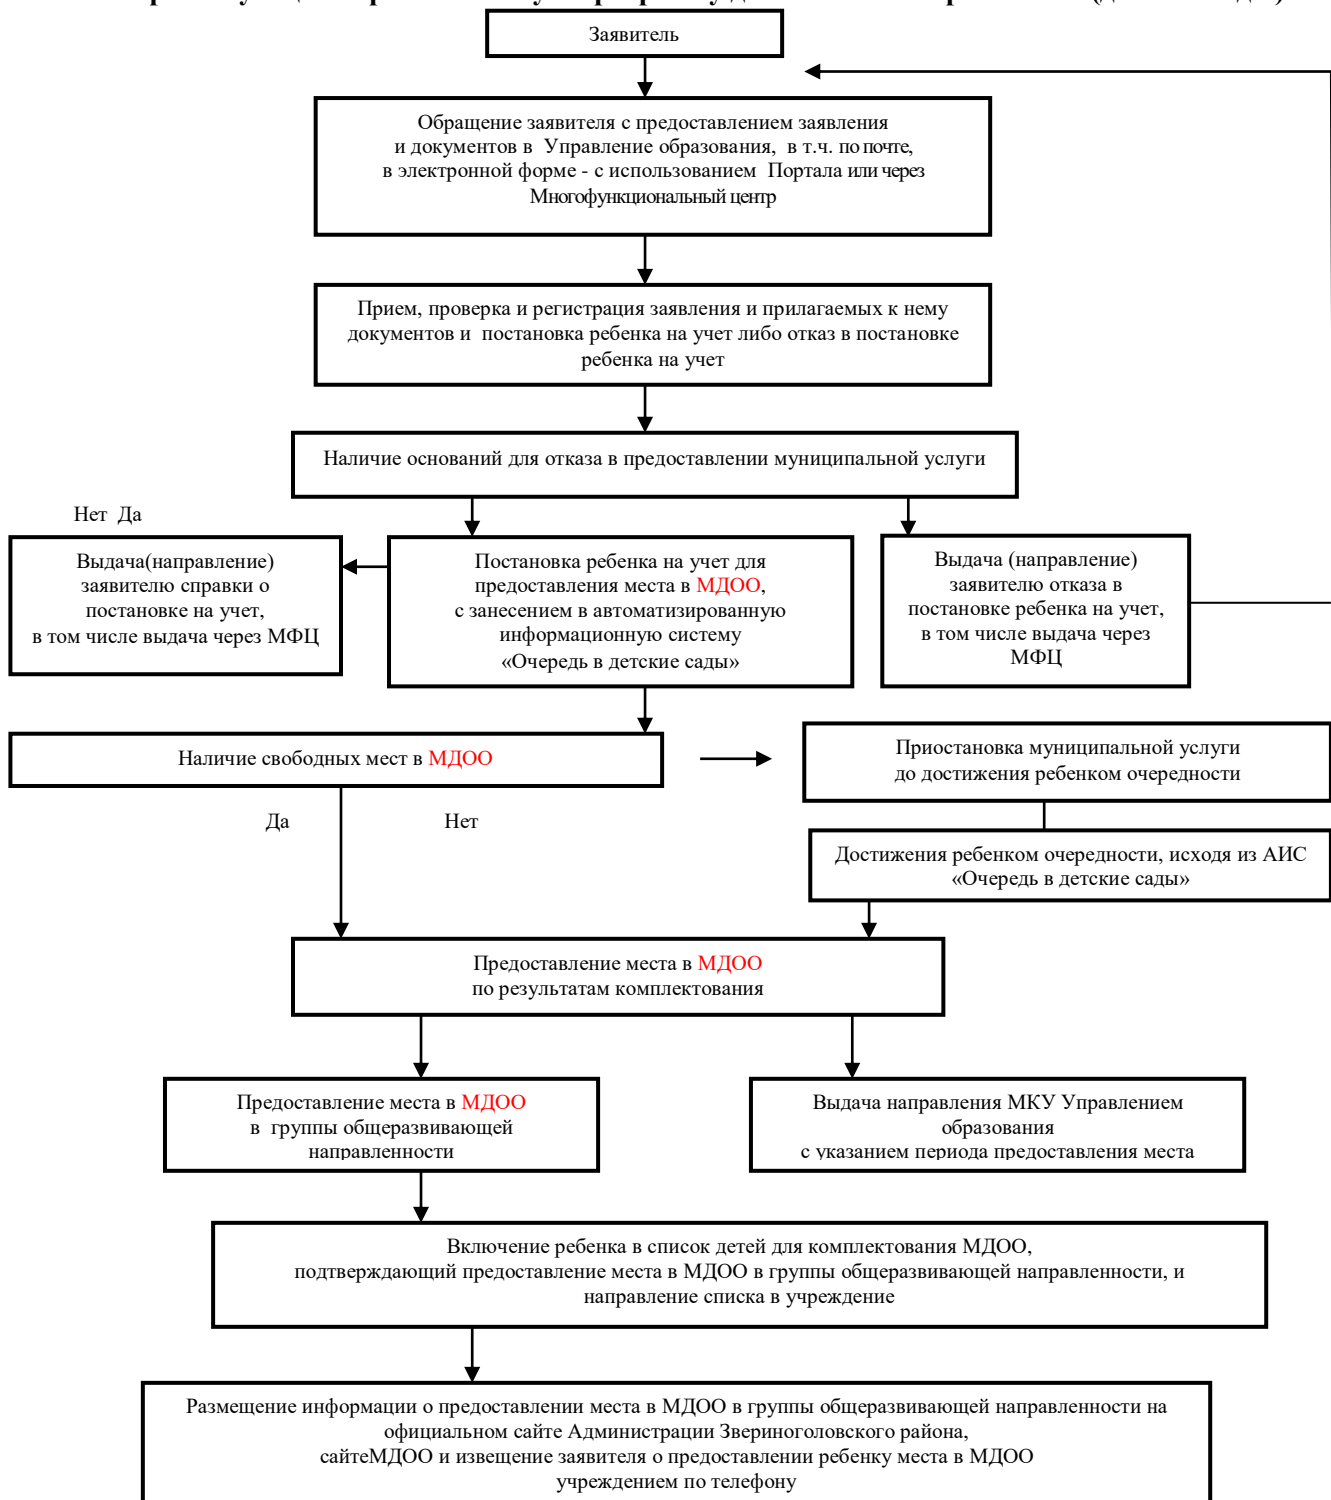 Заявитель
Обращение заявителя с предоставлением заявления
и документов в Управление образования, в т.ч. по почте,
в электронной форме - с использованием Портала или через
Многофункциональный центр
Прием, проверка и регистрация заявления и прилагаемых к нему
документов и постановка ребенка на учет либо отказ в постановке
ребенка на учет
Наличие оснований для отказа в предоставлении муниципальной услуги
Нет Да
Выдача(направление)
заявителю справки о
постановке на учет,
в том числе выдача через МФЦ
Постановка ребенка на учет для
предоставления места в МДОО,
с занесением в автоматизированную
информационную систему
«Очередь в детские сады»
Выдача (направление)
заявителю отказа в
постановке ребенка на учет,
в том числе выдача через
МФЦ
Наличие свободных мест в МДОО
Приостановка муниципальной услуги
до достижения ребенком очередности
Да Нет
Достижения ребенком очередности, исходя из АИС
«Очередь в детские сады»
Предоставление места в МДОО
по результатам комплектования
Предоставление места в МДОО
в группы общеразвивающей
направленности
Выдача направления МКУ Управлением
образования
с указанием периода предоставления места
Включение ребенка в список детей для комплектования МДОО,
подтверждающий предоставление места в МДОО в группы общеразвивающей направленности, и
направление списка в учреждение
Размещение информации о предоставлении места в МДОО в группы общеразвивающей направленности на
официальном сайте Администрации Звериноголовского района,
сайтеМДОО и извещение заявителя о предоставлении ребенку места в МДОО
учреждением по телефону